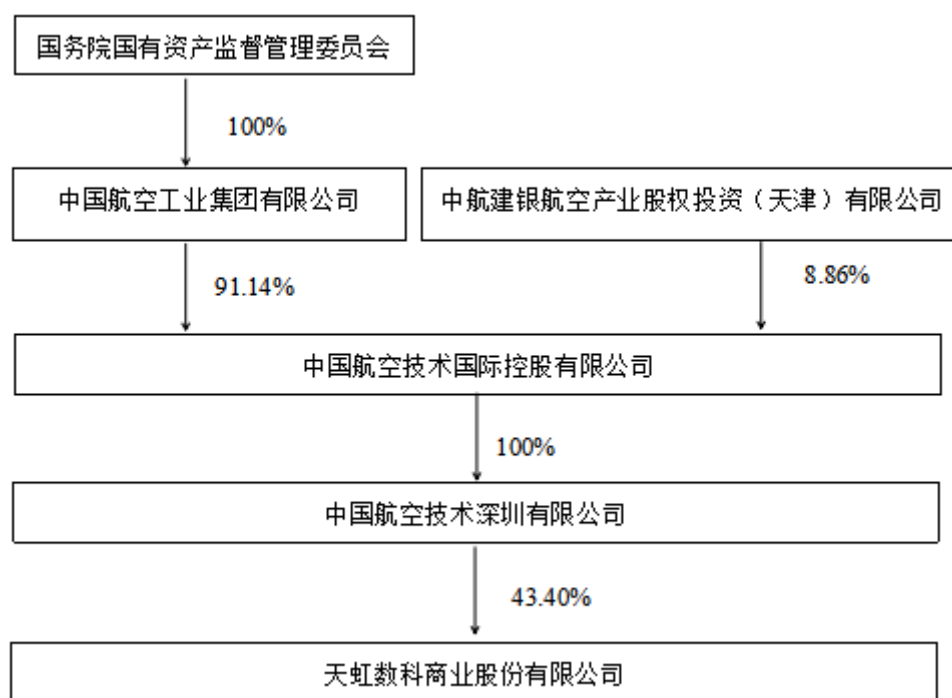 国务院国有资产监督管理委员会
100%
中国航空工业集团有限公司
中航建银航空产业股权投资（天津）有限公司
91.14%
8.86%
中国航空技术国际控股有限公司
100%
中国航空技术深圳有限公司
43.40%
天虹数科商业股份有限公司